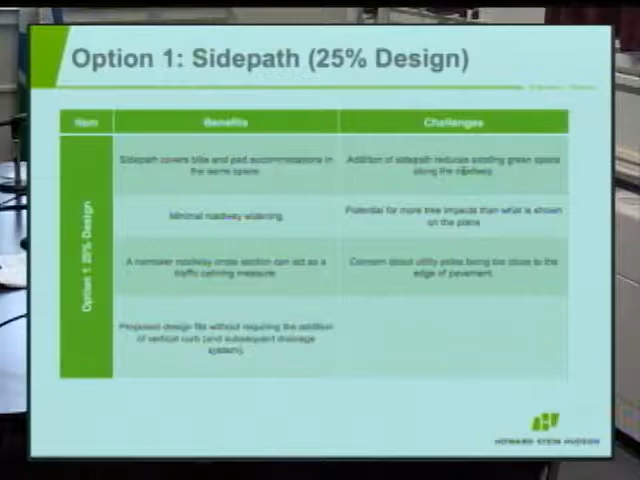 Option 1: Sidepath (25% Design)
Item
Benefits
Challenges
Option 1 25% Design
Sidepath covers bike and ped accommodations in
the same space
Addition of sidepath reduces existing green space
along the roadway
Minimal roadway widening
Potential for more tree impacts than what is shown
on the plans
A narrower roadway cross section can act as a
traffic calming measure
Concern about utility poles being too close to the
edge of pavement.
Proposed design fits without requiring the addition
of vertical curb (and subsequent drainage
system).
HOWARD STEIN HUDSON